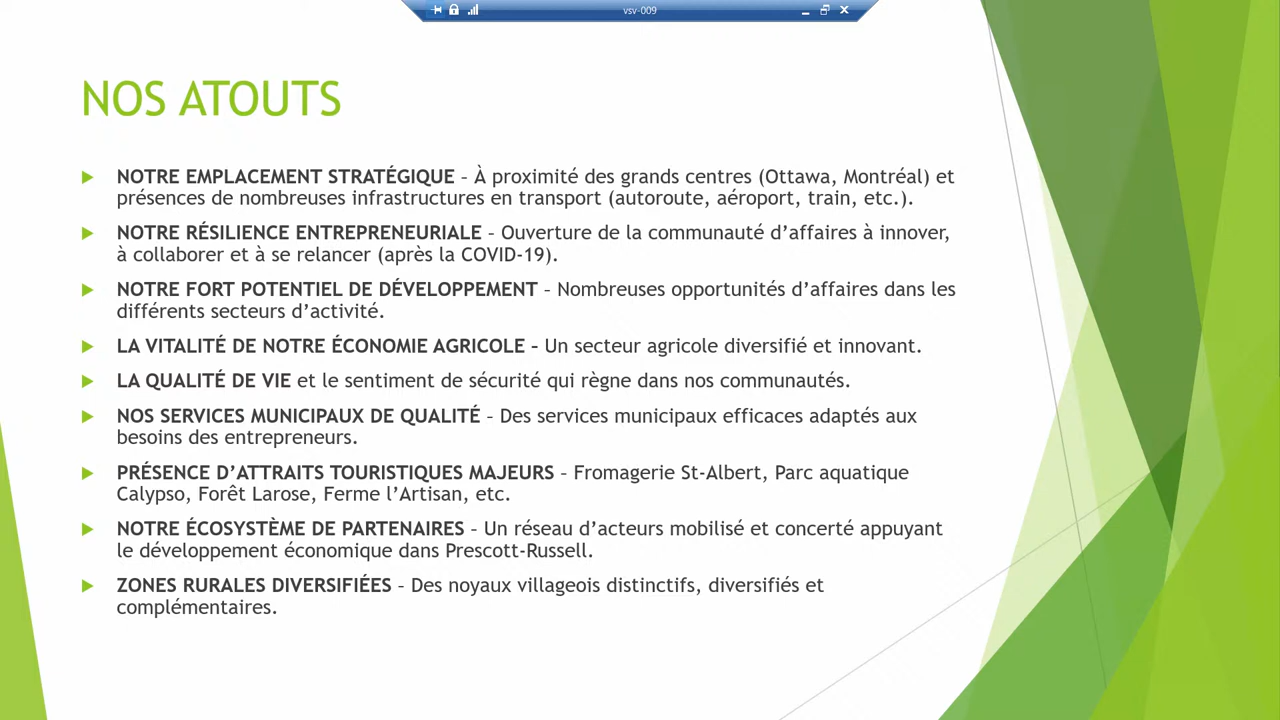 vsv-009
NOS ATOUTS
NOTRE EMPLACEMENT STRATÉGIQUE – À proximité des grands centres (Ottawa, Montréal) et
présences de nombreuses infrastructures en transport (autoroute, aéroport, train, etc.).
NOTRE RÉSILIENCE ENTREPRENEURIALE – Ouverture de la communauté d’affaires à innover,
à collaborer et à se relancer (après la COVID-19).
NOTRE FORT POTENTIEL DE DÉVELOPPEMENT – Nombreuses opportunités d’affaires dans les
différents secteurs d’activité.
LA VITALITÉ DE NOTRE ÉCONOMIE AGRICOLE – Un secteur agricole diversifié et innovant.
LA QUALITÉ DE VIE et le sentiment de sécurité qui règne dans nos communautés.
NOS SERVICES MUNICIPAUX DE QUALITÉ – Des services municipaux efficaces adaptés aux
besoins des entrepreneurs.
PRÉSENCE D’ATTRAITS TOURISTIQUES MAJEURS – Fromagerie St-Albert, Parc aquatique
Calypso, Forêt Larose, Ferme l’Artisan, etc.
NOTRE ÉCOSYSTÈME DE PARTENAIRES – Un réseau d’acteurs mobilisé et concerté appuyant
le développement économique dans Prescott-Russell.
ZONES RURALES DIVERSIFIÉES – Des noyaux villageois distinctifs, diversifiés et
complémentaires.